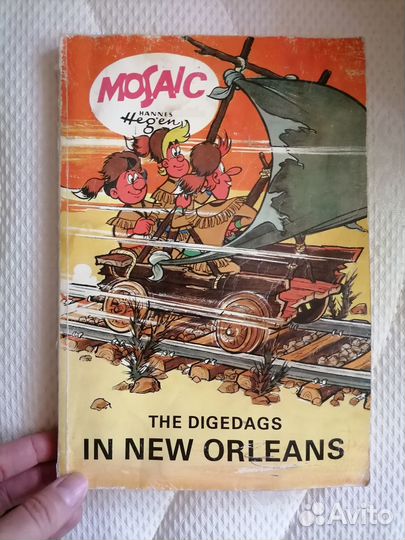 MOSAIC
HANNES
Hegen
THE DIGEDAGS
IN NEW ORLEANS
Avito